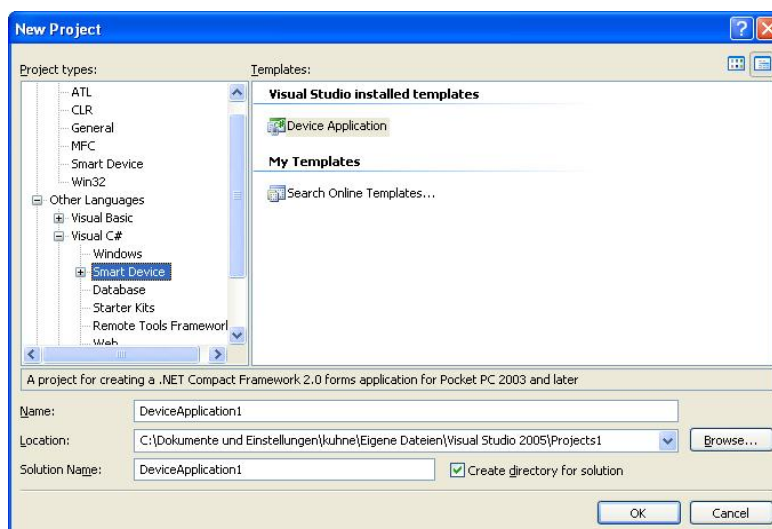 New Project
Project types:
Templates:
ATL
CLR
General
MFC
Smart Device
Win32
Other Languages
Visual Basic
Visual C#
Windows
Smart Device
Database
Starter Kits
Remote Tools Framework
Web
Visual Studio installed templates
Device Application
My Templates
Search Online Templates...
A project for creating a .NET Compact Framework 2.0 forms application for Pocket PC 2003 and later
Name:
DeviceApplication1
Location:
C:\Dokumente und Einstellungen\kuhne\Eigene Dateien\Visual Studio 2005\Projects1
Browse...
Solution Name:
DeviceApplication1
Create directory for solution
OK
Cancel